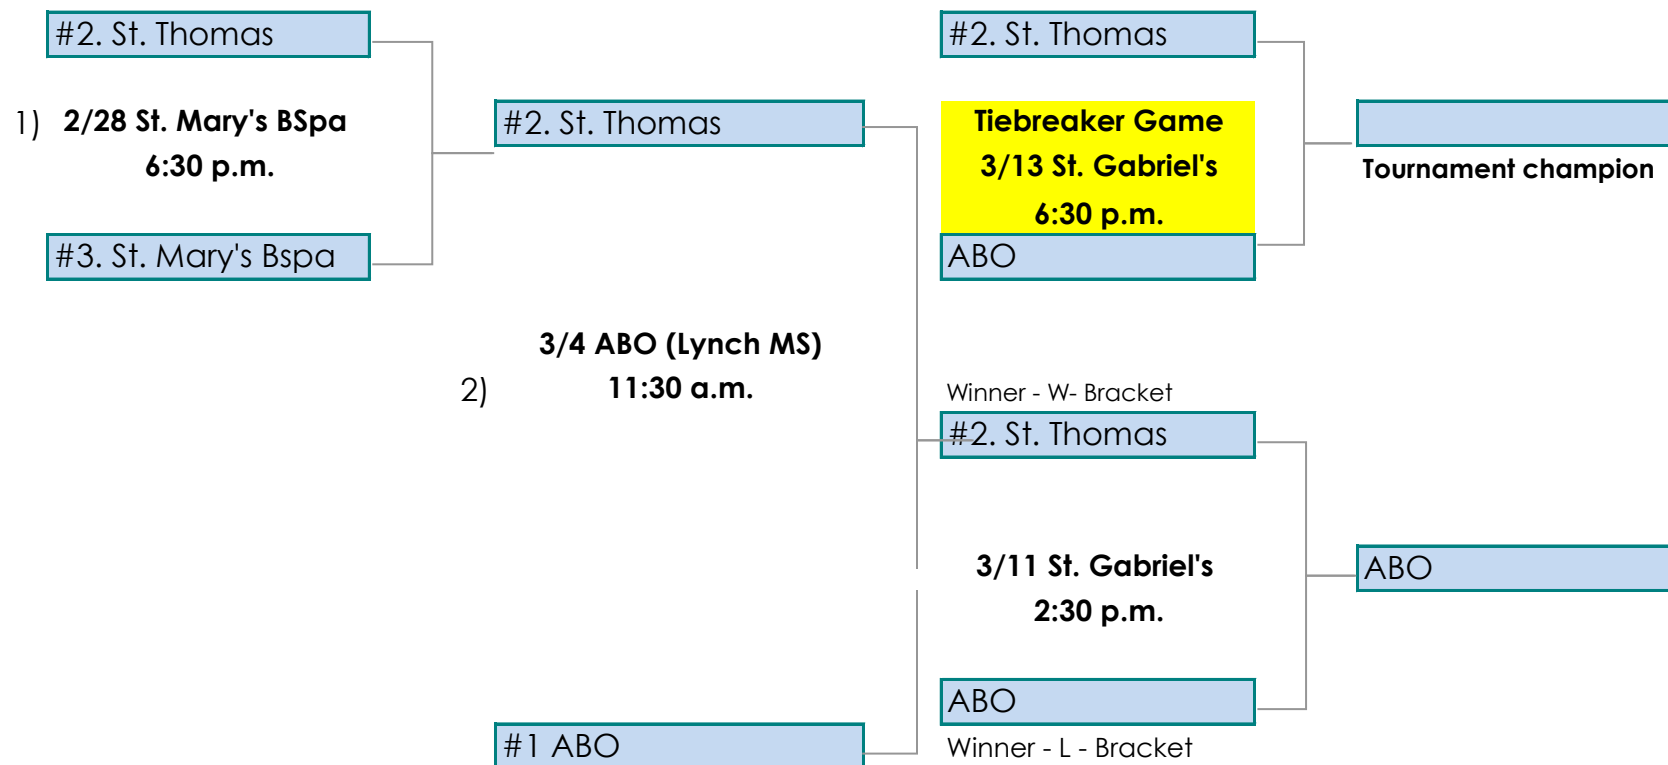 #2. St. Thomas
#2. St. Thomas
1) 2/28 St. Mary's BSpa
6:30 p.m.
#2. St. Thomas
Tiebreaker Game
3/13 St. Gabriel's
6:30 p.m.
Tournament champion
#3. St. Mary's Bspa
ABO
3/4 ABO (Lynch MS)
2) 11:30 a.m.
Winner - W- Bracket
#2. St. Thomas
3/11 St. Gabriel's
2:30 p.m.
ABO
ABO
#1 ABO
Winner - L - Bracket